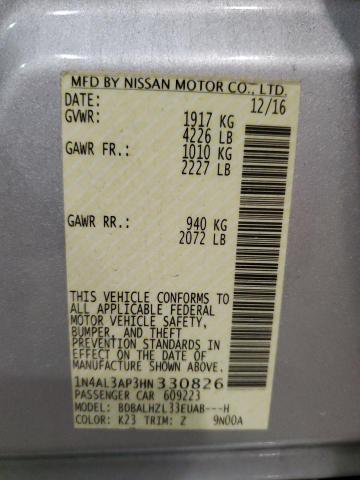 MFD BY NISSAN MOTOR CO., LTD.
DATE: 12/16
GVWR: 1917 KG
4226 LB
GAWR FR.: 1010 KG
2227 LB
GAWR RR.: 940 KG
2072 LB
THIS VEHICLE CONFORMS TO
ALL APPLICABLE FEDERAL
MOTOR VEHICLE SAFETY,
BUMPER, AND THEFT
PREVENTION STANDARDS
IN EFFECT ON THE DATE OF
MANUFACTURE SHOWN ABOVE.
1N4AL3AP3HN330826
PASSENGER CAR 609223
MODEL: BDBALHZL33EUAB---H
COLOR: K23 TRIM: Z 9N00A